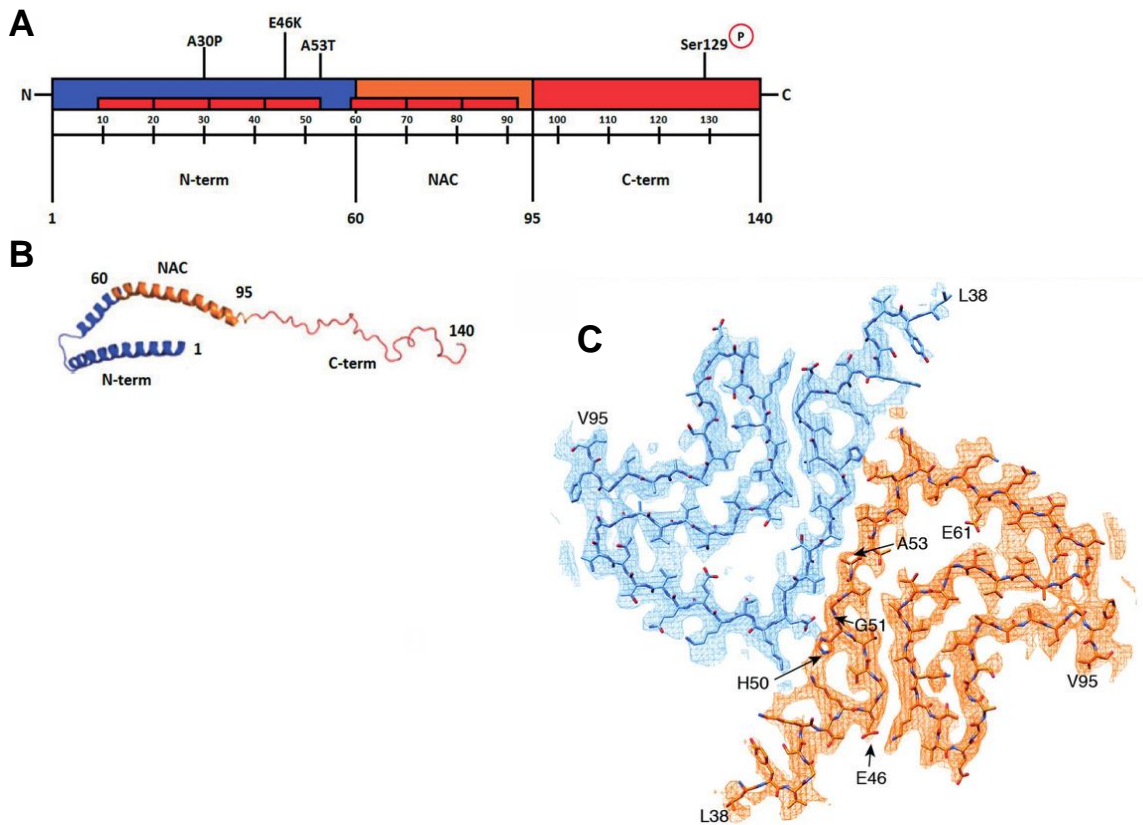 A
E46K
A30P
A53T
Ser129 P
N
C
10 20 30 40 50 60 70 80 90 100 110 120 130
N-term NAC C-term
1 60 95 140
B
NAC
60
95
1
140
N-term
C-term
C
L38
V95
A53
E61
G51
H50
V95
E46
L38